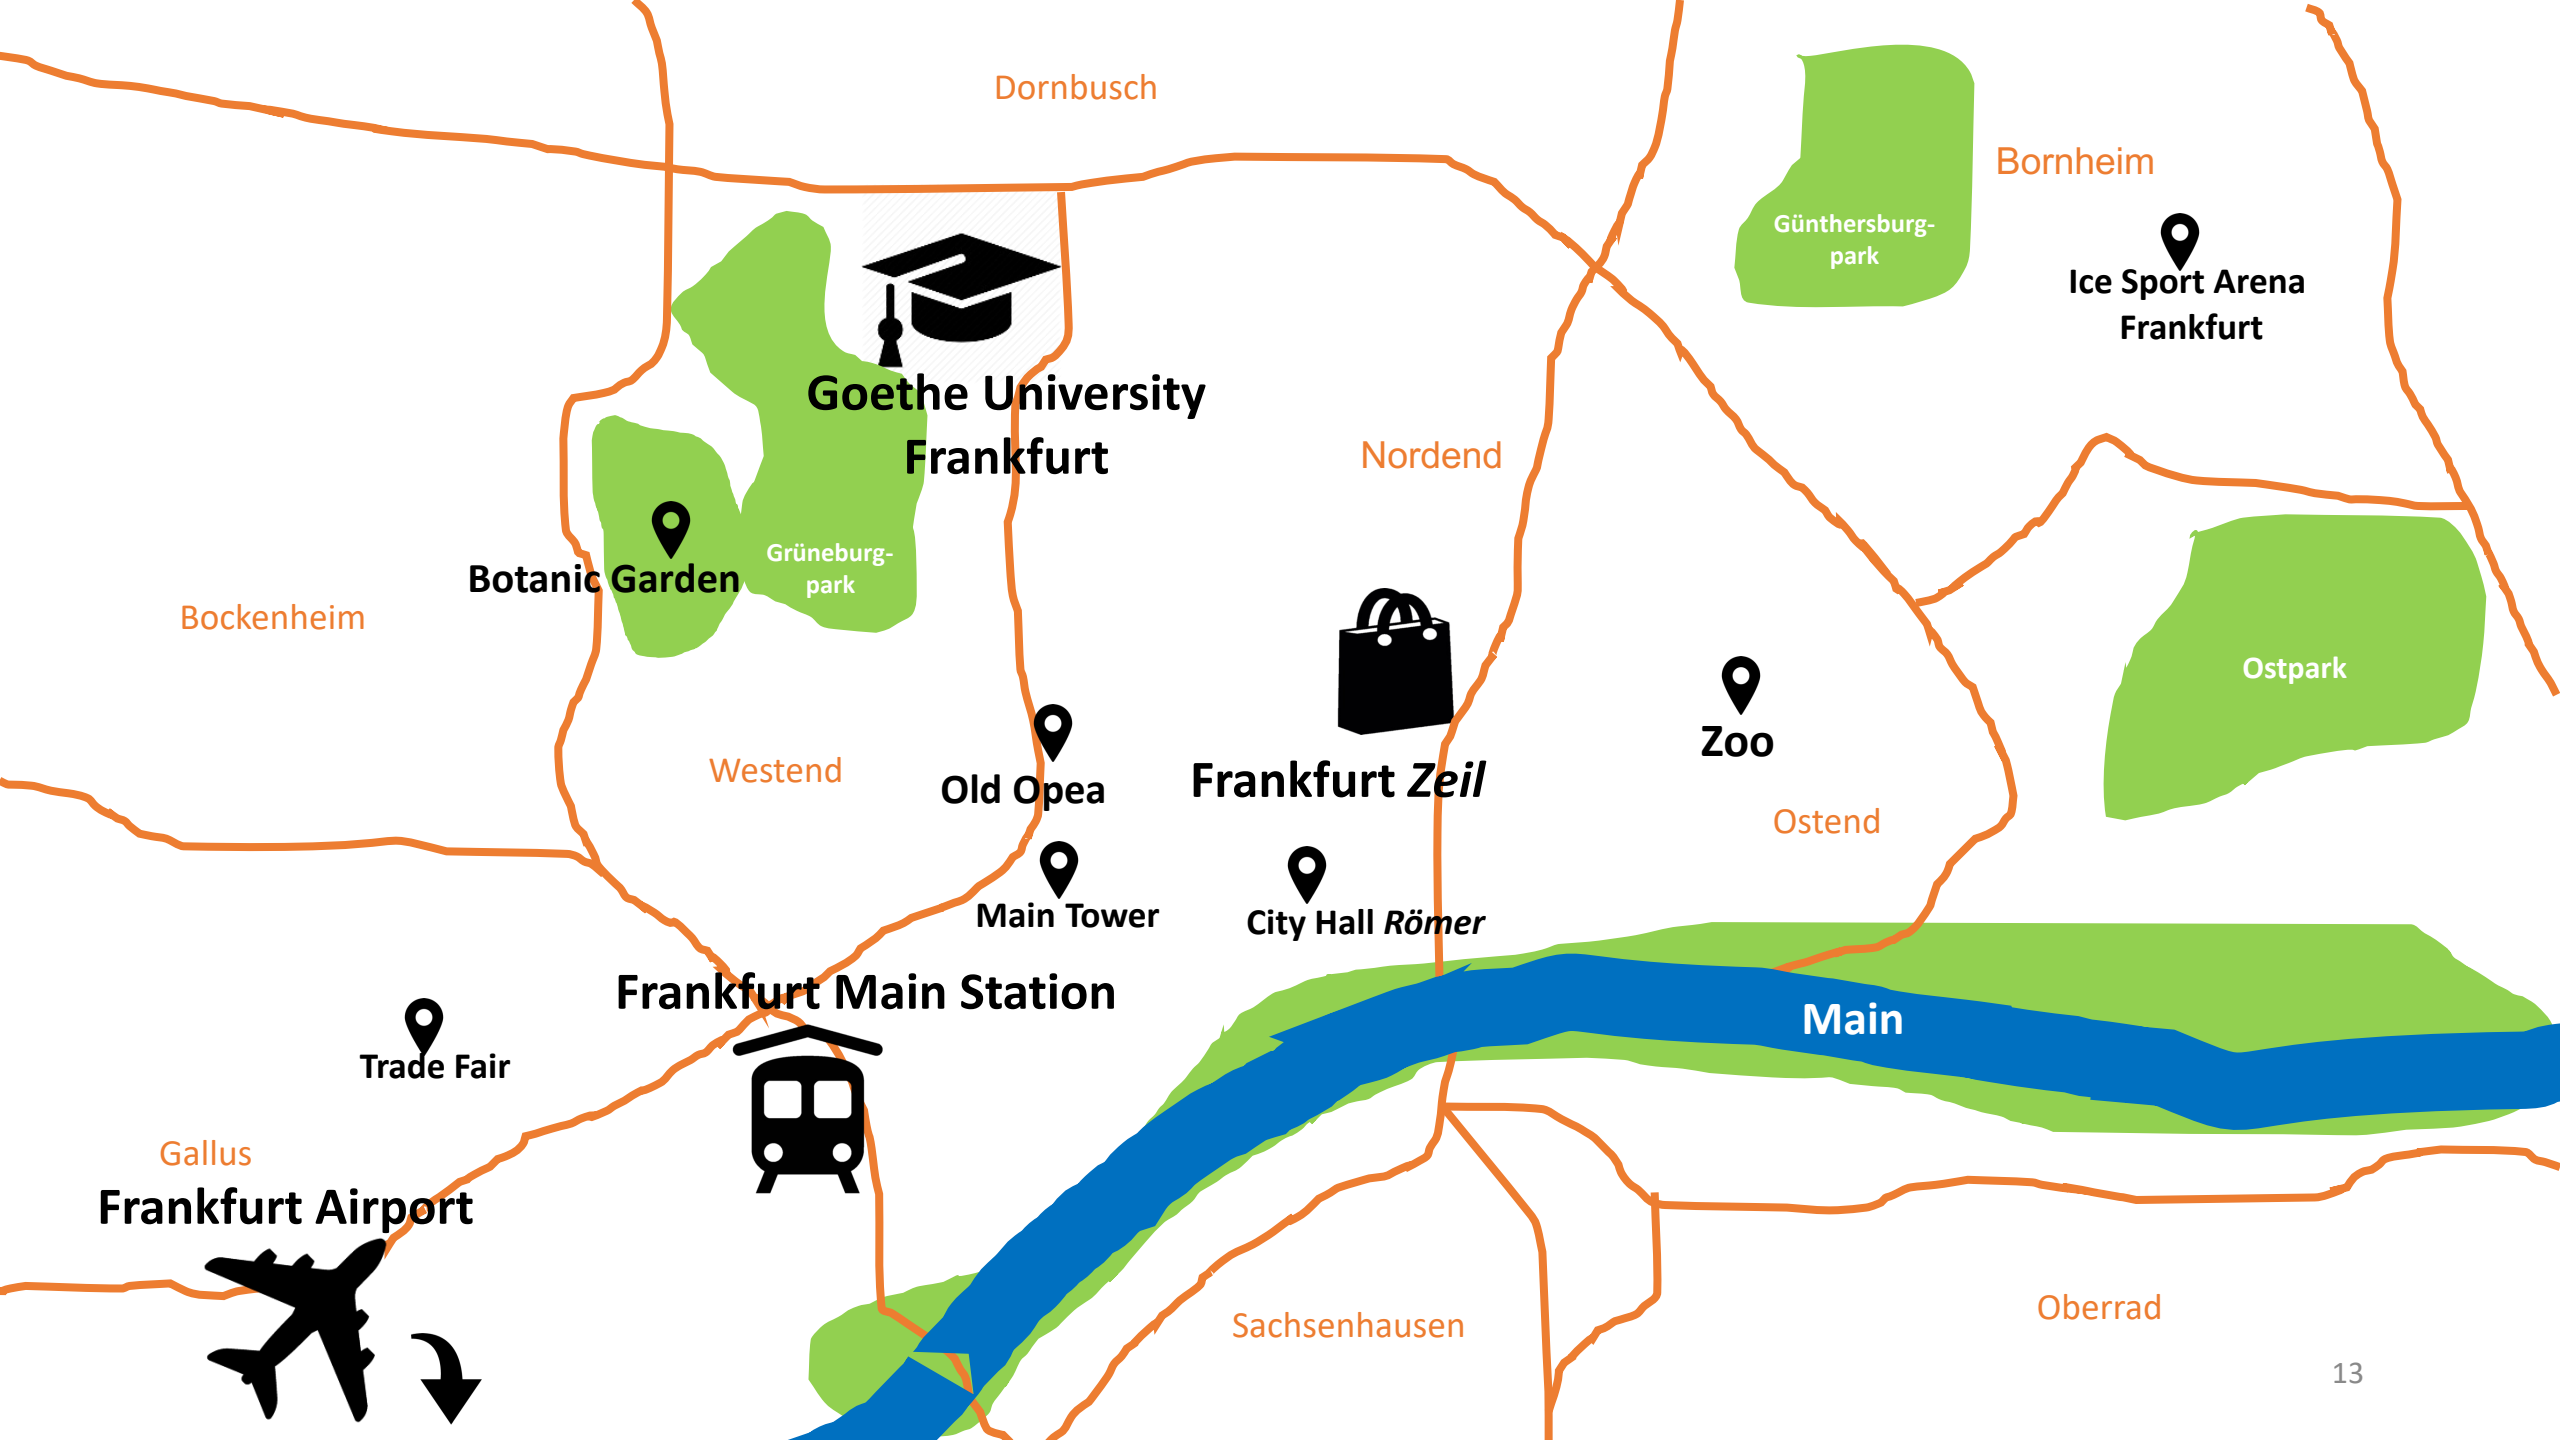 Dornbusch
Bornheim
Günthersburg-
park
Ice Sport Arena
Frankfurt
Goethe University
Frankfurt
Nordend
Grüneburg-
park
Botanic Garden
Bockenheim
Ostpark
Zoo
Westend
Old Opea
Frankfurt Zeil
Ostend
Main Tower
City Hall Römer
Frankfurt Main Station
Main
Trade Fair
Gallus
Frankfurt Airport
Sachsenhausen
Oberrad
13